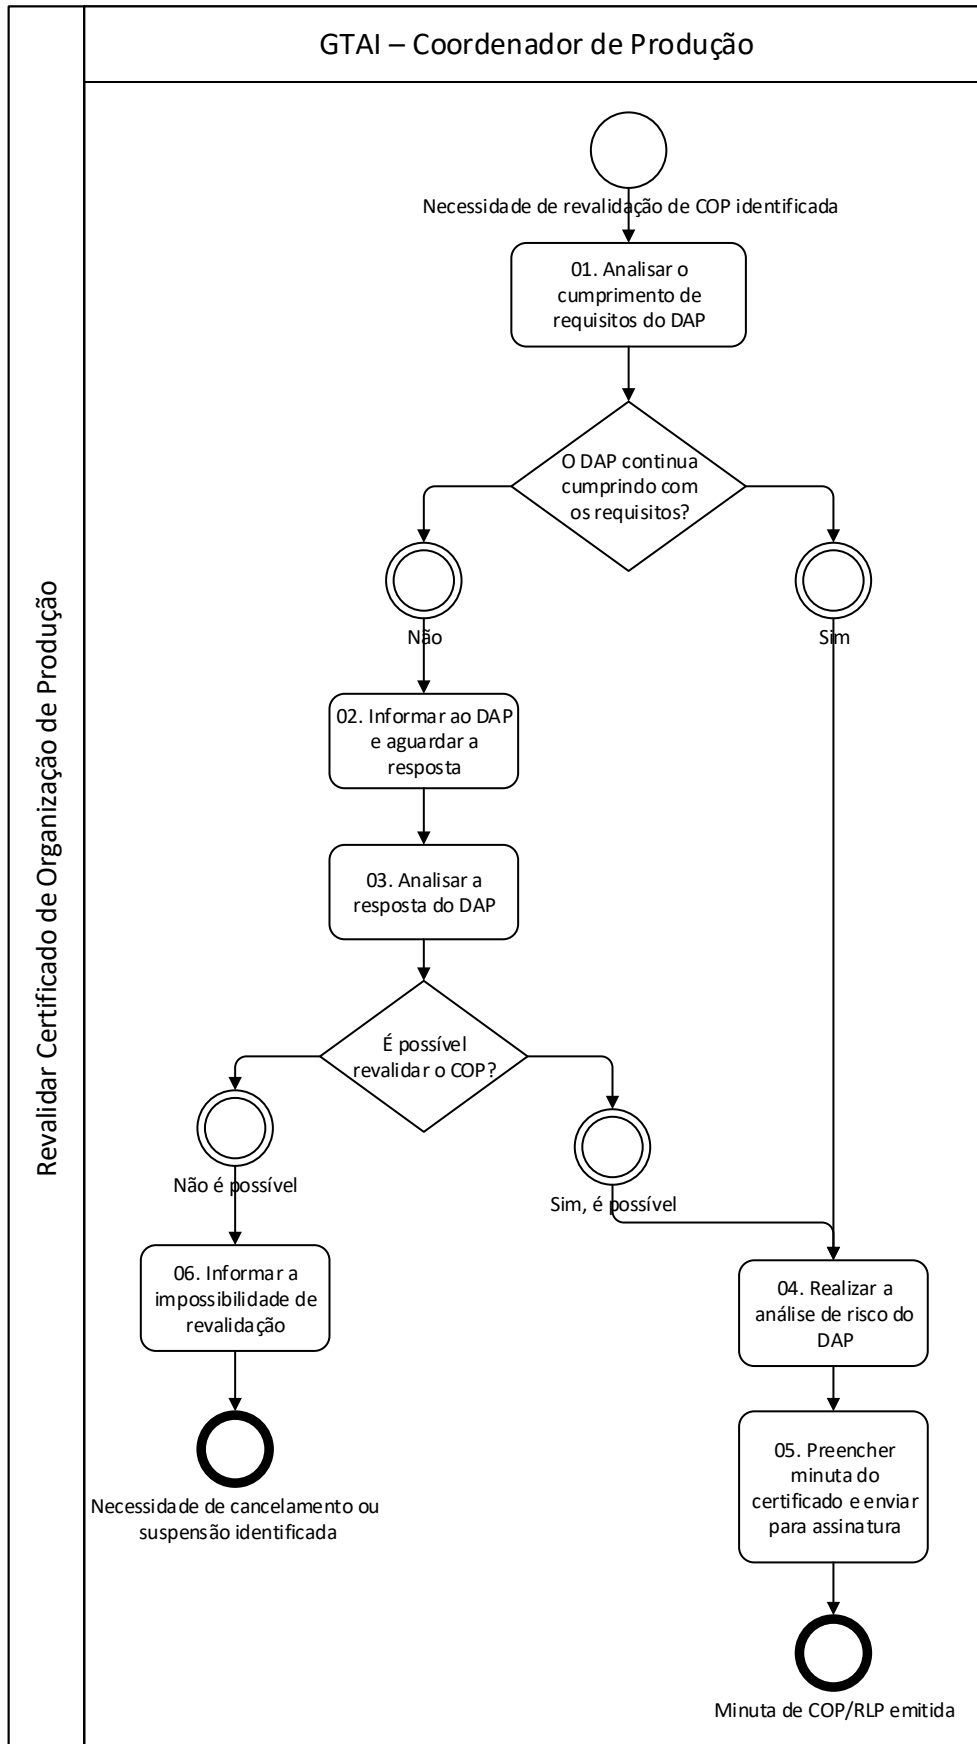 GTAI – Coordenador de Produção
Revalidar Certificado de Organização de Produção
Necessidade de revalidação de COP identificada
01. Analisar o
cumprimento de
requisitos do DAP
O DAP continua
cumprindo com
os requisitos?
Não
Sim
02. Informar ao DAP
e aguardar a
resposta
03. Analisar a
resposta do DAP
É possível
revalidar o COP?
Não é possível
Sim, é possível
06. Informar a
impossibilidade de
revalidação
04. Realizar a
análise de risco do
DAP
Necessidade de cancelamento ou
suspensão identificada
05. Preencher
minuta do
certificado e enviar
para assinatura
Minuta de COP/RLP emitida